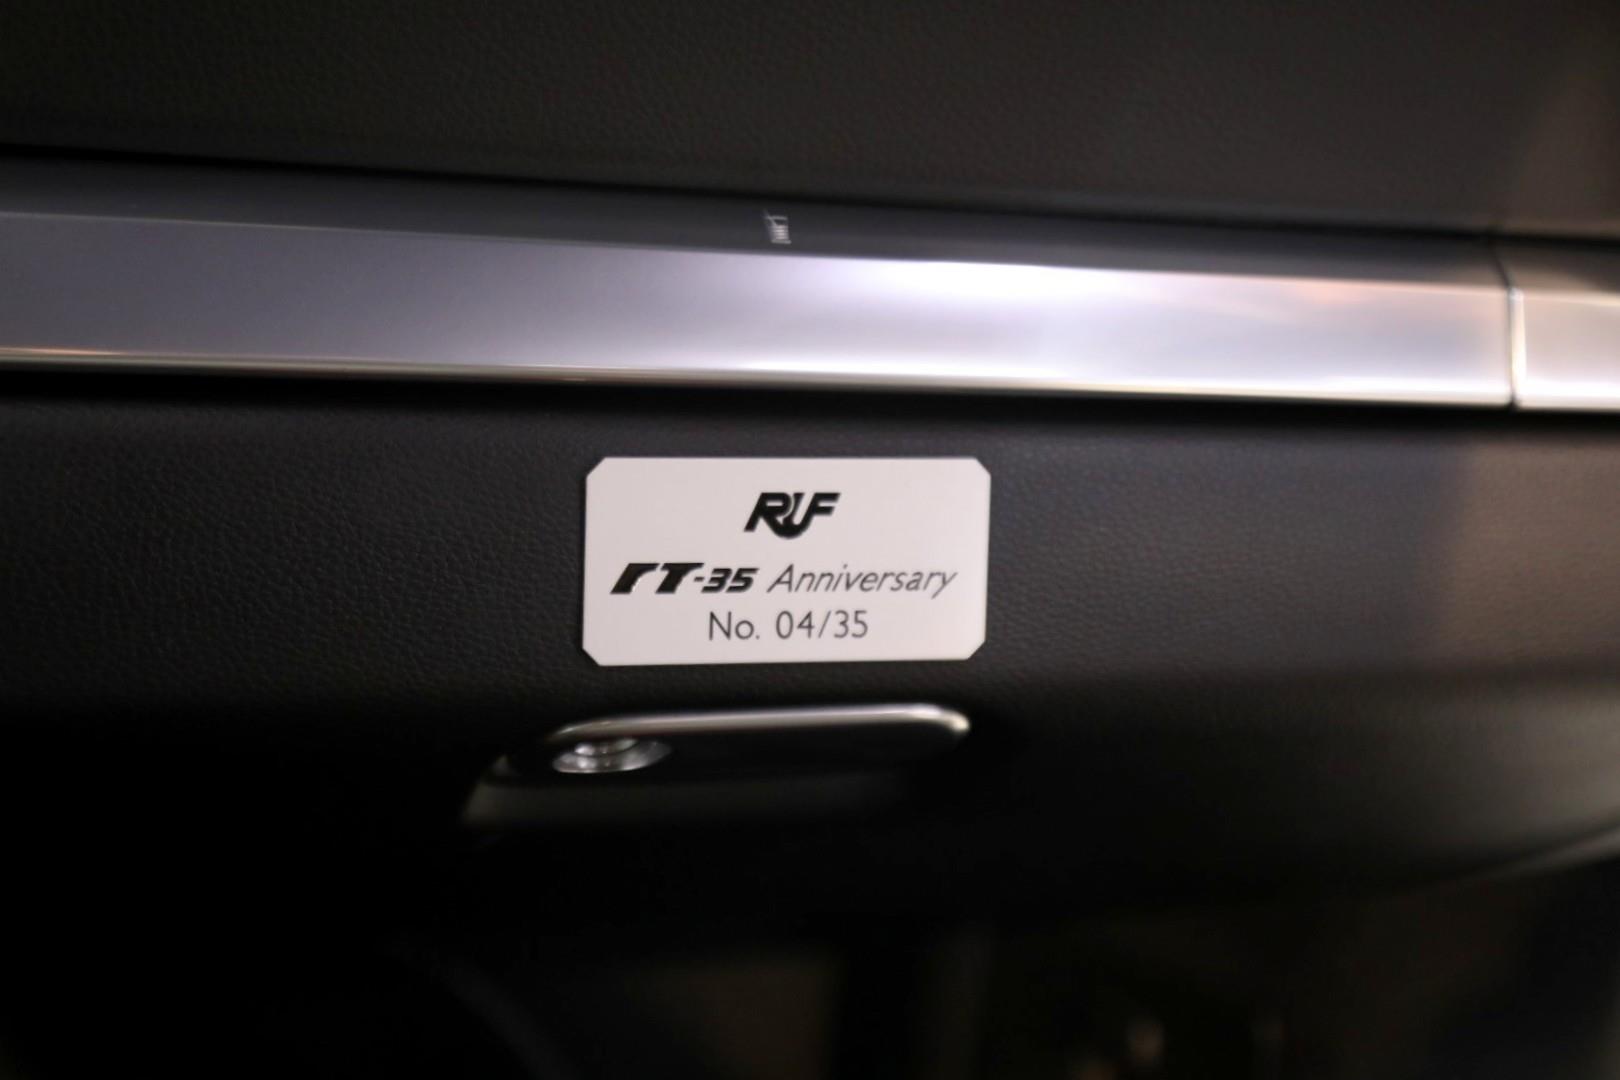 RUF
rT-35 Anniversary
No. 04/35